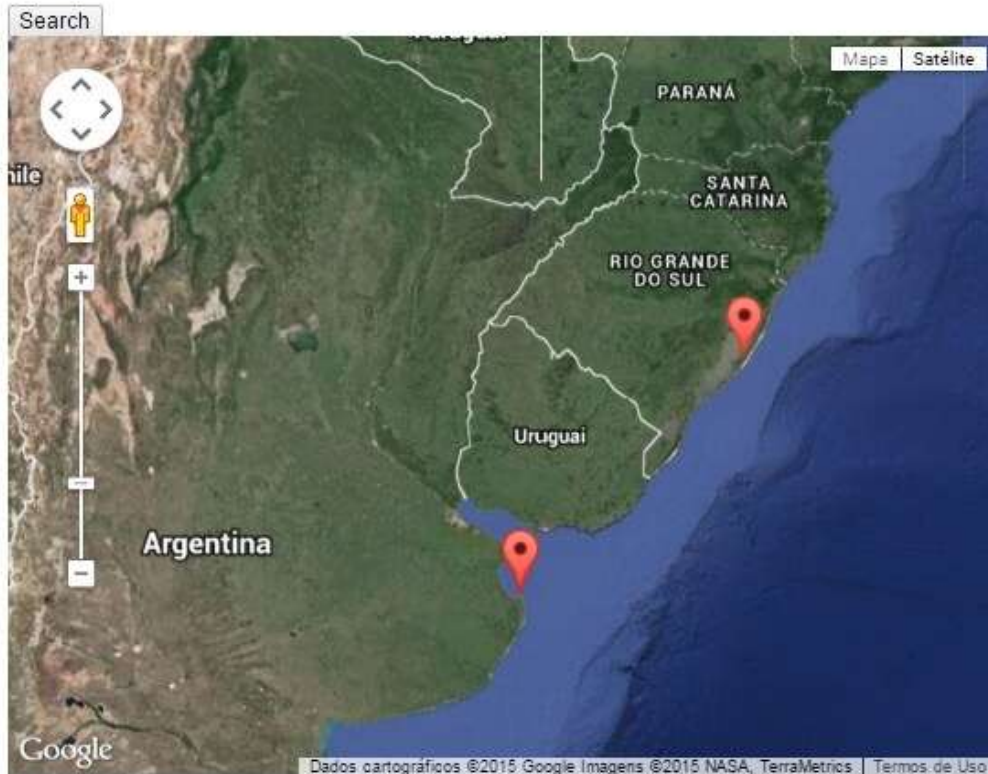 Search
Mapa
Satélite
PARANÁ
hile
SANTA
CATARINA
RIO GRANDE
DO SUL
Uruguai
Argentina
Google
Dados cartográficos ©2015 Google Imagens ©2015 NASA, TerraMetrics
Termos de Uso